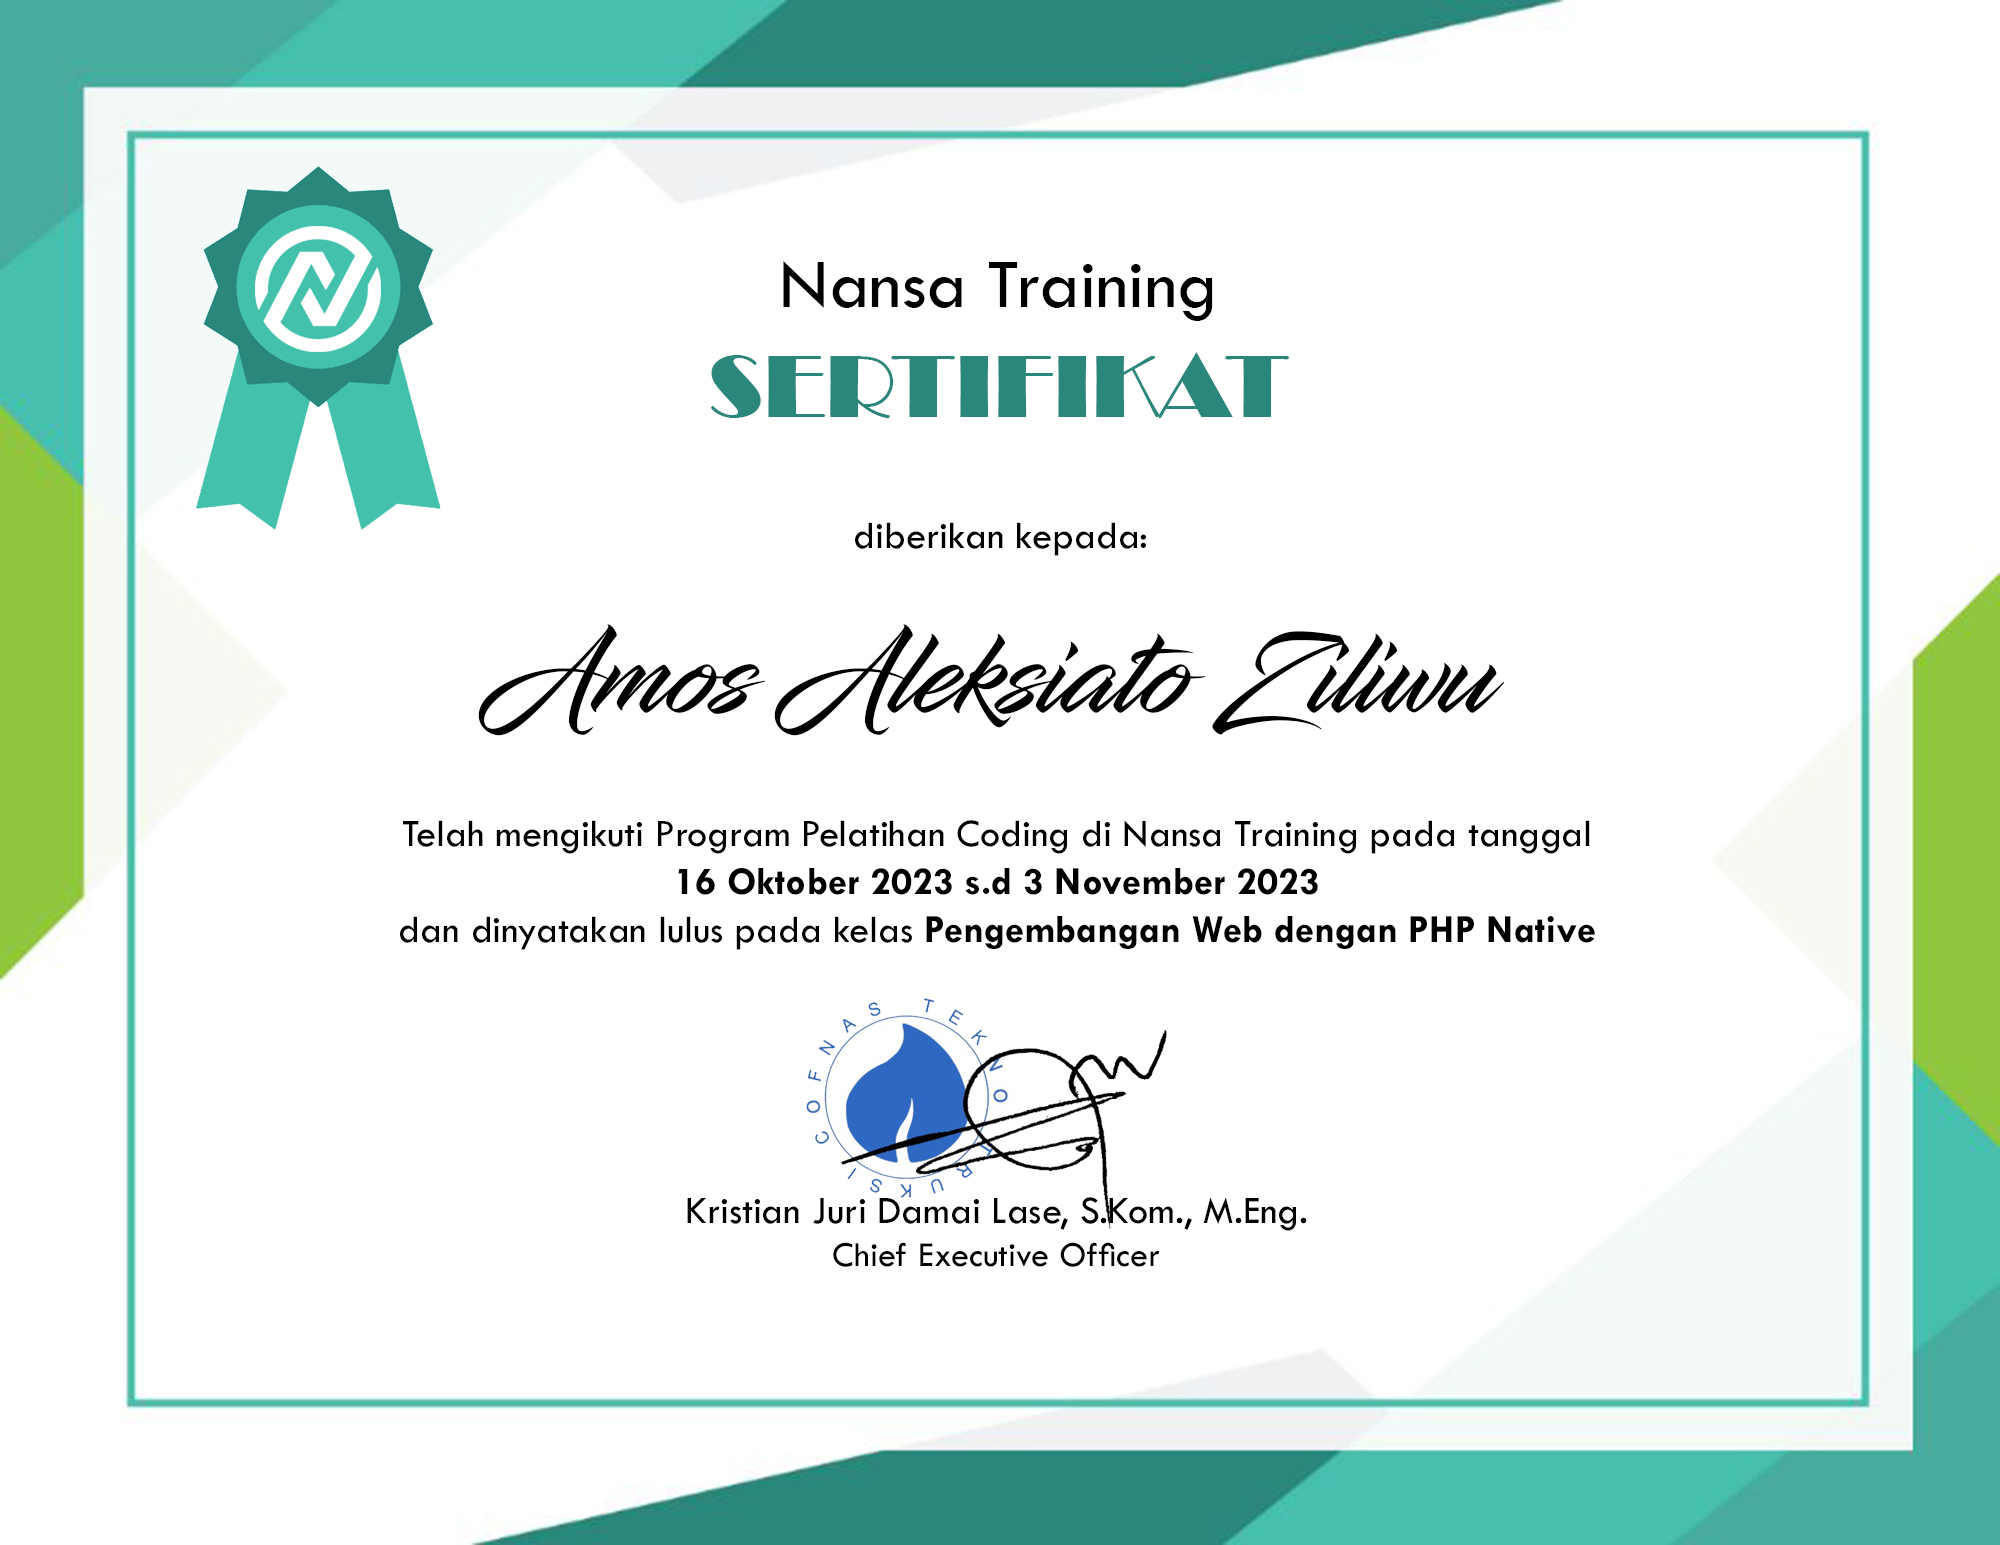 Nansa Training
SERTIFIKAT
diberikan kepada:
Amos Aleksiato Ziliwu
Telah mengikuti Program Pelatihan Coding di Nansa Training pada tanggal
16 Oktober 2023 s.d 3 November 2023
dan dinyatakan lulus pada kelas Pengembangan Web dengan PHP Native
COFNAS TEKNO TRUKSI
Kristian Juri Damai Lase, S.Kom., M.Eng.
Chief Executive Officer